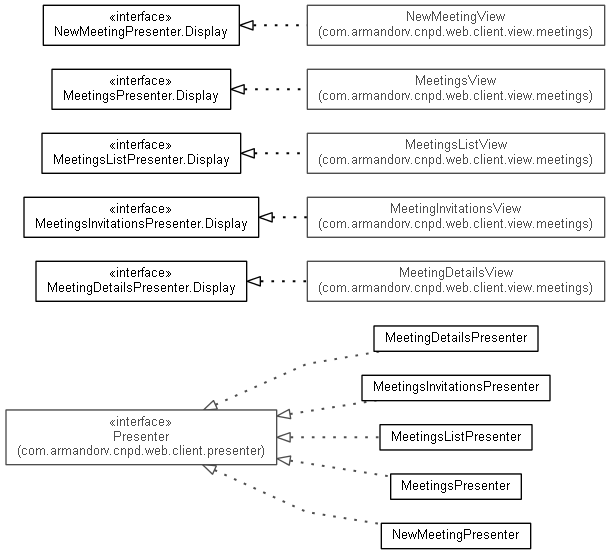 «interface»
NewMeetingPresenter.Display
NewMeetingView
(com.armandorv.cnpd.web.client.view.meetings)
«interface»
MeetingsPresenter.Display
MeetingsView
(com.armandorv.cnpd.web.client.view.meetings)
«interface»
MeetingsListPresenter.Display
MeetingsListView
(com.armandorv.cnpd.web.client.view.meetings)
«interface»
MeetingsInvitationsPresenter.Display
MeetingInvitationsView
(com.armandorv.cnpd.web.client.view.meetings)
«interface»
MeetingDetailsPresenter.Display
MeetingDetailsView
(com.armandorv.cnpd.web.client.view.meetings)
MeetingDetailsPresenter
MeetingsInvitationsPresenter
«interface»
Presenter
(com.armandorv.cnpd.web.client.presenter)
MeetingsListPresenter
MeetingsPresenter
NewMeetingPresenter